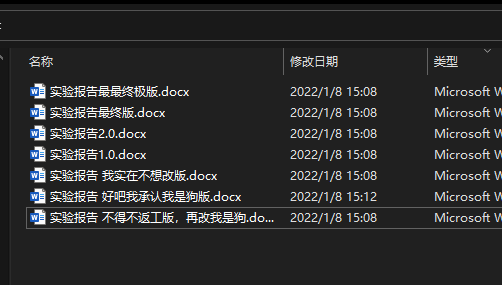 名称 修改日期 类型
实验报告最最终极版.docx 2022/1/8 15:08 Microsoft W
实验报告最终版.docx 2022/1/8 15:08 Microsoft W
实验报告2.0.docx 2022/1/8 15:08 Microsoft W
实验报告1.0.docx 2022/1/8 15:08 Microsoft W
实验报告 我实在不想改版.docx 2022/1/8 15:08 Microsoft W
实验报告 好吧我承认我是狗版.docx 2022/1/8 15:12 Microsoft W
实验报告 不得不返工版，再改我是狗.do... 2022/1/8 15:08 Microsoft W